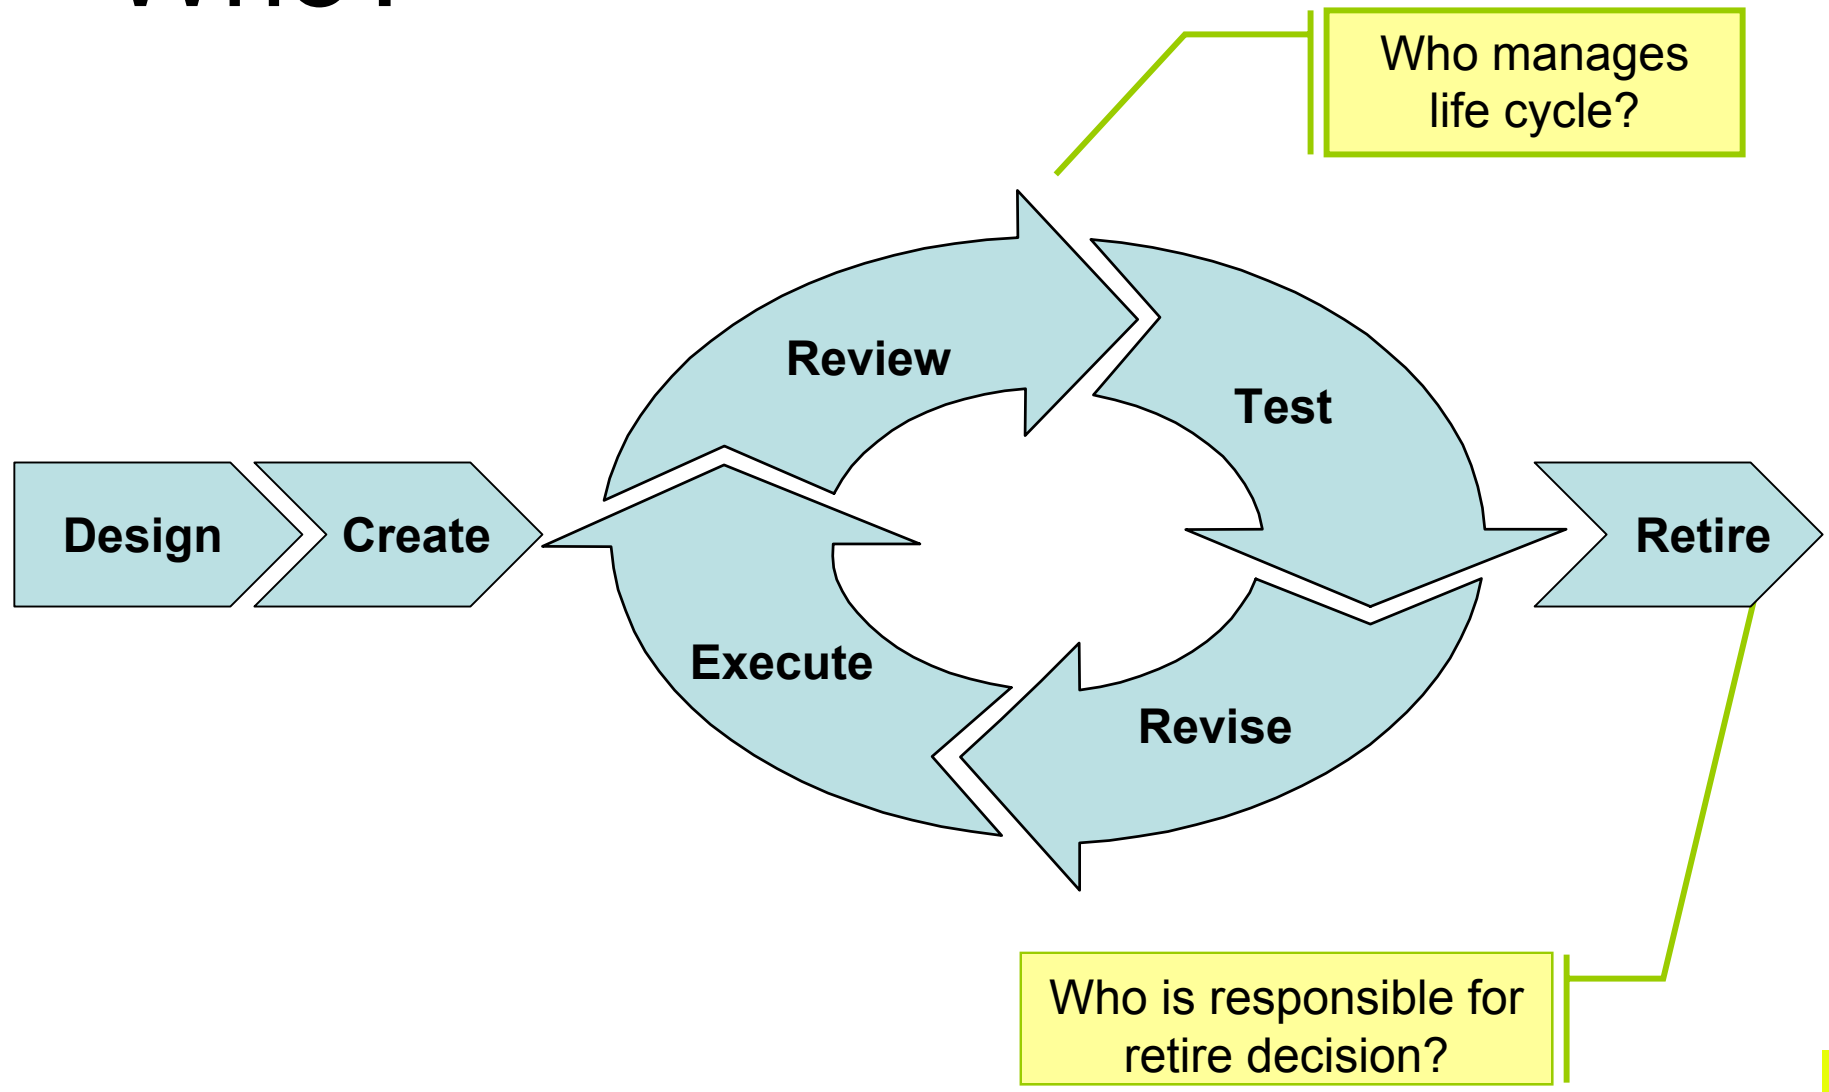 Who manages
life cycle?
Review
Test
Design
Create
Retire
Execute
Revise
Who is responsible for
retire decision?